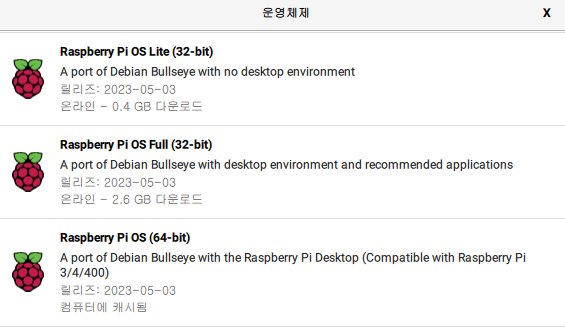 운영체제 X
Raspberry Pi OS Lite (32-bit)
A port of Debian Bullseye with no desktop environment
릴리즈: 2023-05-03
온라인 - 0.4 GB 다운로드
Raspberry Pi OS Full (32-bit)
A port of Debian Bullseye with desktop environment and recommended applications
릴리즈: 2023-05-03
온라인 - 2.6 GB 다운로드
Raspberry Pi OS (64-bit)
A port of Debian Bullseye with the Raspberry Pi Desktop (Compatible with Raspberry Pi
3/4/400)
릴리즈: 2023-05-03
컴퓨터에 캐시됨